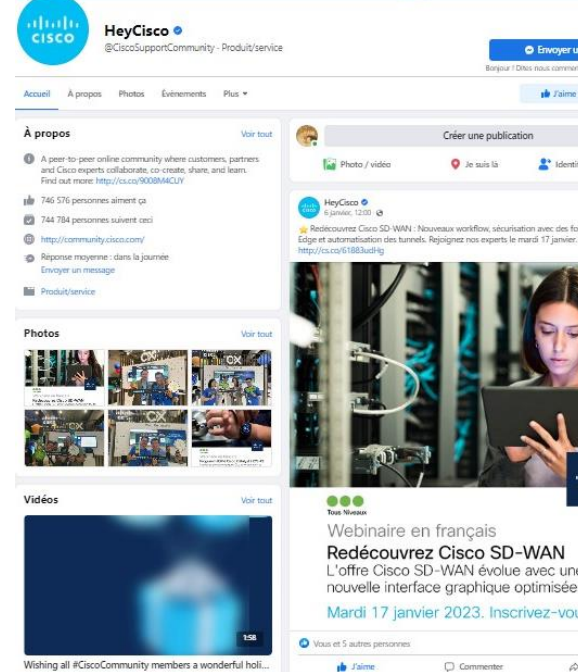 CISCO
HeyCisco
@CiscoSupportCommunity · Produit/service
Envoyer u
Bonjour ! Dites nous commen
Accueil À propos Photos Évènements Plus
J'aime
À propos Voir tout
A peer-to-peer online community where customers, partners
and Cisco experts collaborate, co-create, share, and learn.
Find out more: http://cs.co/9008M4CUY
746 576 personnes aiment ça
744 784 personnes suivent ceci
http://community.cisco.com/
Réponse moyenne : dans la journée
Envoyer un message
Produit/service
Photos Voir tout
Vidéos Voir tout
1:58
Wishing all #CiscoCommunity members a wonderful holi...
Créer une publication
Photo / vidéo Je suis là Identi
HeyCisco
6 janvier, 12:00
Redécouvrez Cisco SD-WAN : Nouveaux workflow, sécurisation avec des fo
Edge et automatisation des tunnels. Rejoignez nos experts le mardi 17 janvier.
http://cs.co/61883udHg
Tous Niveaux
Webinaire en français
Redécouvrez Cisco SD-WAN
L'offre Cisco SD-WAN évolue avec une
nouvelle interface graphique optimisée
Mardi 17 janvier 2023. Inscrivez-vou
Vous et 5 autres personnes
J'aime Commenter